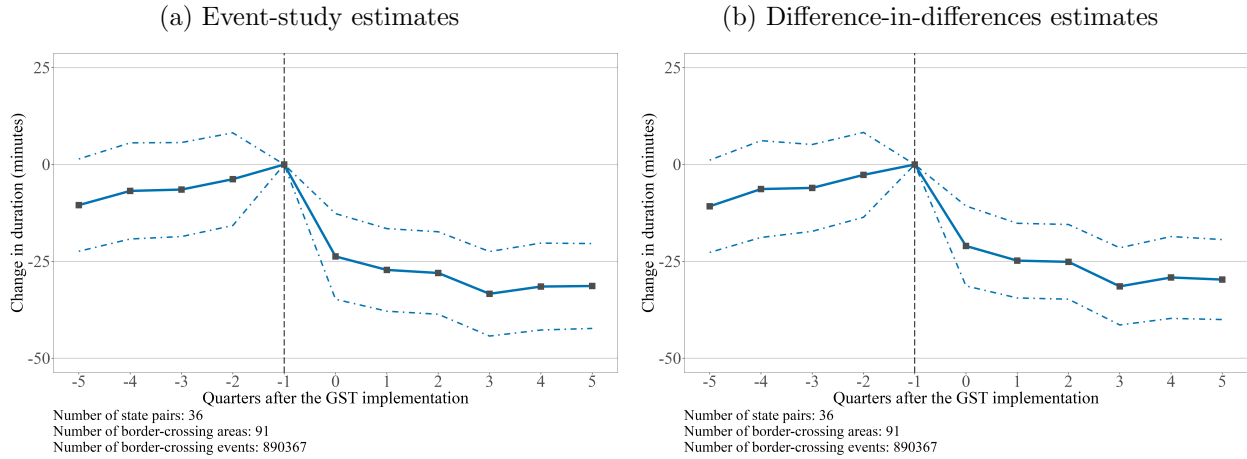 (a) Event-study estimates
25
0
-25
-50
Change in duration (minutes)
-5 -4 -3 -2 -1 0 1 2 3 4 5
Quarters after the GST implementation
Number of state pairs: 36
Number of border-crossing areas: 91
Number of border-crossing events: 890367
(b) Difference-in-differences estimates
25
0
-25
-50
Change in duration (minutes)
-5 -4 -3 -2 -1 0 1 2 3 4 5
Quarters after the GST implementation
Number of state pairs: 36
Number of border-crossing areas: 91
Number of border-crossing events: 890367